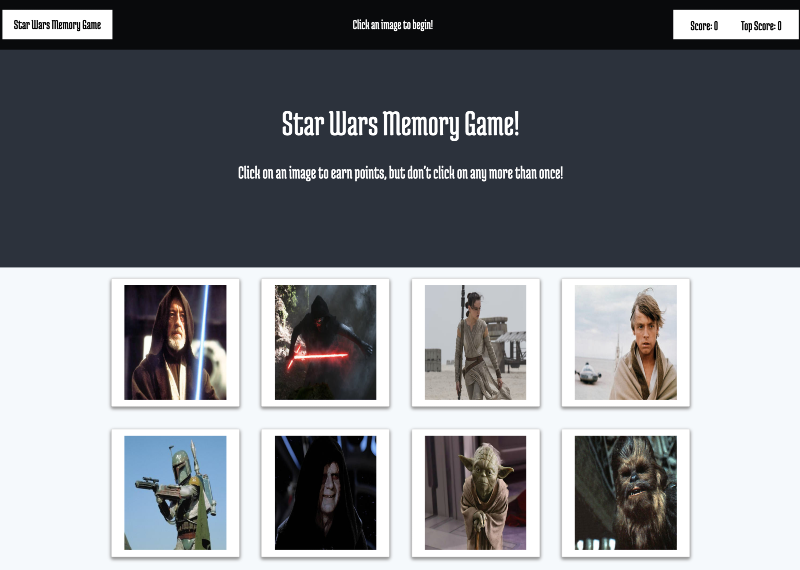 Star Wars Memory Game
Click an image to begin!
Score: 0 Top Score: 0
Star Wars Memory Game!
Click on an image to earn points, but don't click on any more than once!